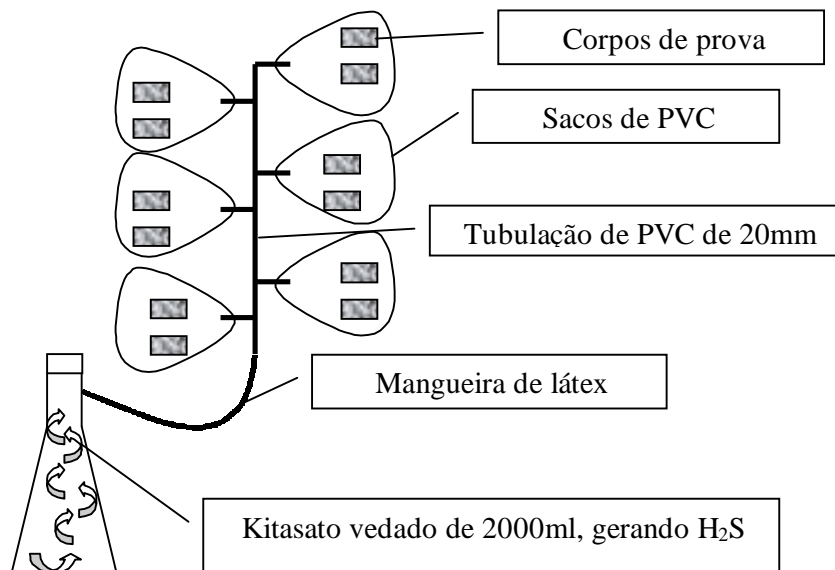 Corpos de prova
Sacos de PVC
Tubulação de PVC de 20mm
Mangueira de látex
Kitasato vedado de 2000ml, gerando H₂S